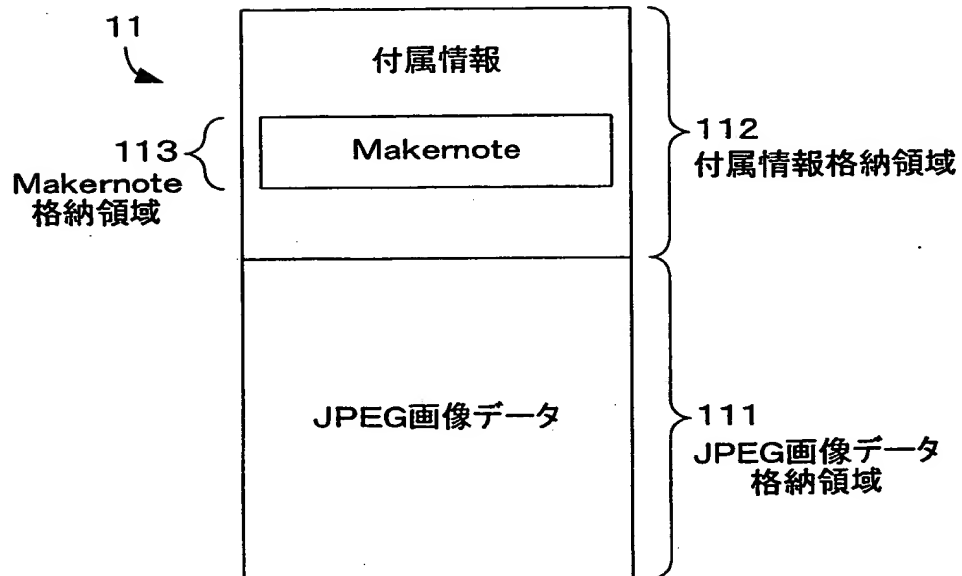 11
付属情報
Makernote
113
Makernote
格納領域
112
付属情報格納領域
JPEG画像データ
111
JPEG画像データ
格納領域